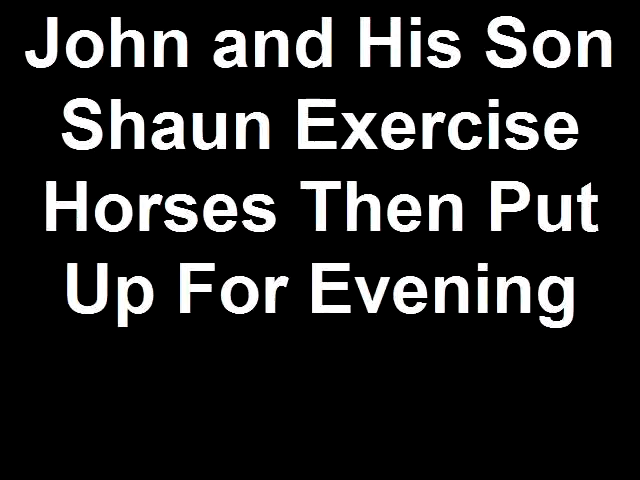 John and His Son
Shaun Exercise
Horses Then Put
Up For Evening